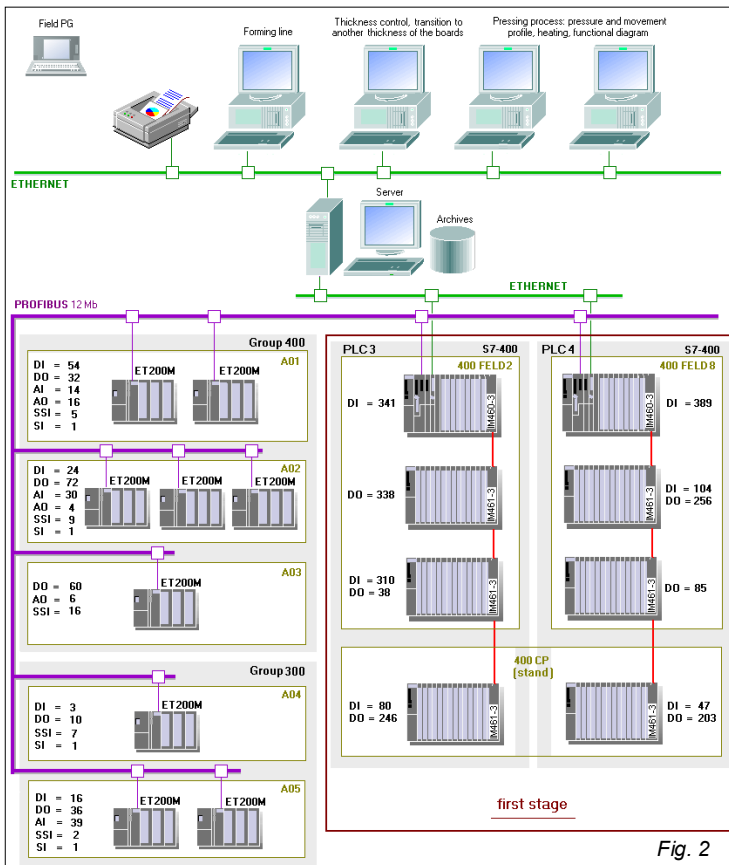 Field PG
Forming line
Thickness control, transition to
another thickness of the boards
Pressing process: pressure and movement
profile, heating, functional diagram
ETHERNET
Server
Archives
ETHERNET
PROFIBUS 12 Mb
Group 400
A01
DI = 54
DO = 32
AI = 14
AO = 16
SSI = 5
SI = 1
ET200M
ET200M
A02
DI = 24
DO = 72
AI = 30
AO = 4
SSI = 9
SI = 1
ET200M
ET200M
ET200M
A03
DO = 60
AO = 6
SSI = 16
ET200M
Group 300
A04
DI = 3
DO = 10
SSI = 7
SI = 1
ET200M
A05
DI = 16
DO = 36
AI = 39
SSI = 2
SI = 1
ET200M
ET200M
PLC 3
S7-400
400 FELD2
DI = 341
IM460-3
DO = 338
IM461-3
DI = 310
DO = 38
IM461-3
DI = 80
DO = 246
IM461-3
PLC 4
S7-400
400 FELD8
IM460-3
DI = 389
IM461-3
DI = 104
DO = 256
IM461-3
DO = 85
400 CP
(stand)
IM461-3
DI = 47
DO = 203
first stage
Fig. 2